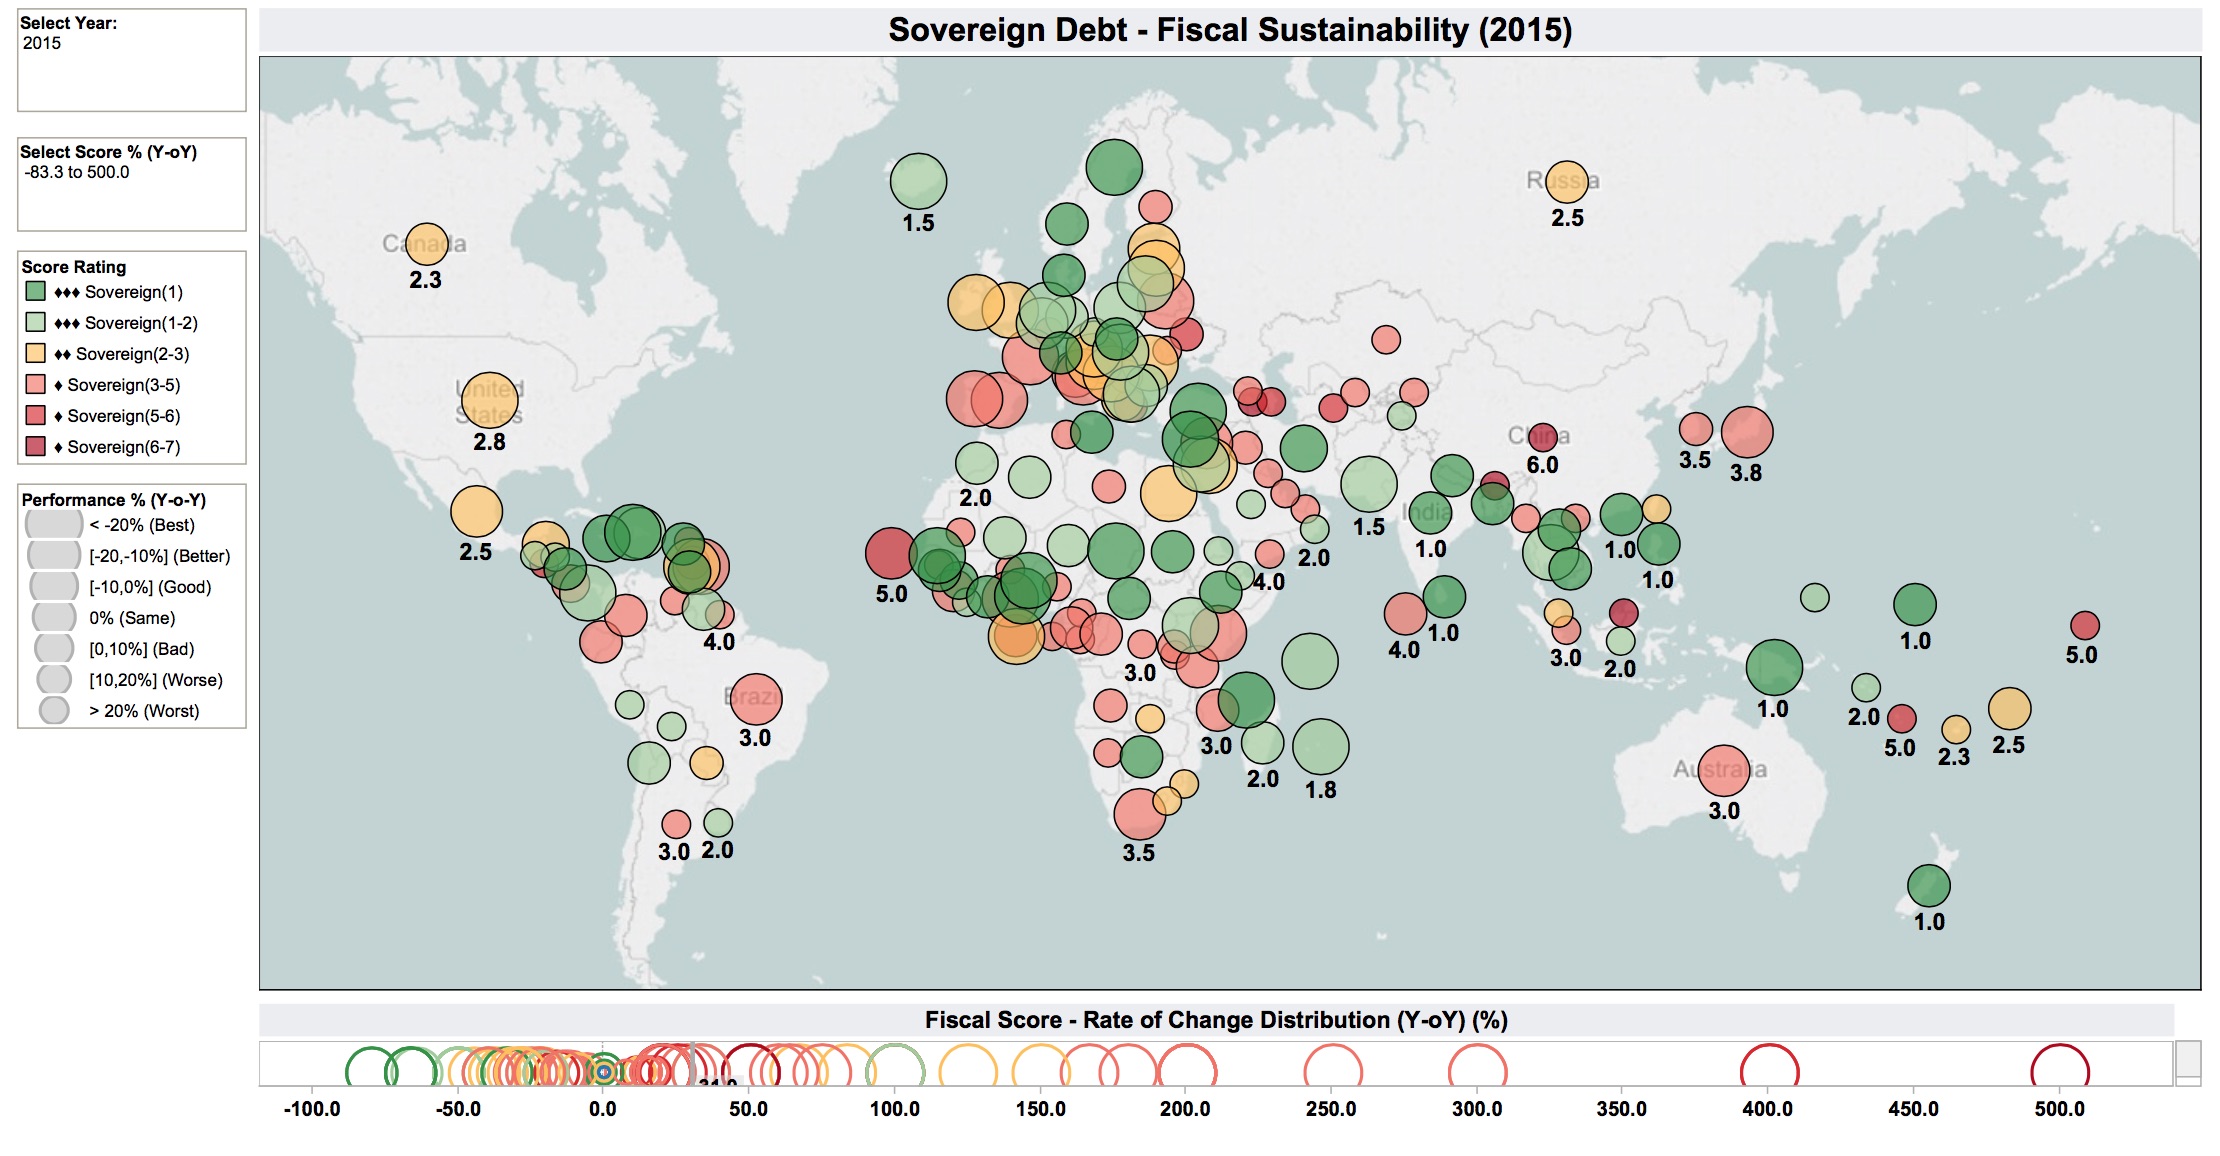 Sovereign Debt - Fiscal Sustainability (2015)
Select Year:
2015
Select Score % (Y-oY)
-83.3 to 500.0
Score Rating
♦♦♦ Sovereign(1)
♦♦♦ Sovereign(1-2)
♦♦ Sovereign(2-3)
♦ Sovereign(3-5)
♦ Sovereign(5-6)
♦ Sovereign(6-7)
Performance % (Y-o-Y)
< -20% (Best)
[-20,-10%] (Better)
[-10,0%] (Good)
0% (Same)
[0,10%] (Bad)
[10,20%] (Worse)
> 20% (Worst)
Russia
1.5
2.5
Canada
2.3
United
States
2.8
China
6.0
3.5
3.8
2.0
2.5
India
1.5
1.0
1.0
2.0
1.0
4.0
5.0
1.0
4.0
1.0
1.0
5.0
3.0
3.0
2.0
Brazi
3.0
1.0
2.0
3.0
2.0
1.8
5.0
2.3
2.5
Australia
3.0
3.0
2.0
3.5
1.0
Fiscal Score - Rate of Change Distribution (Y-oY) (%)
-100.0 -50.0 0.0 50.0 100.0 150.0 200.0 250.0 300.0 350.0 400.0 450.0 500.0